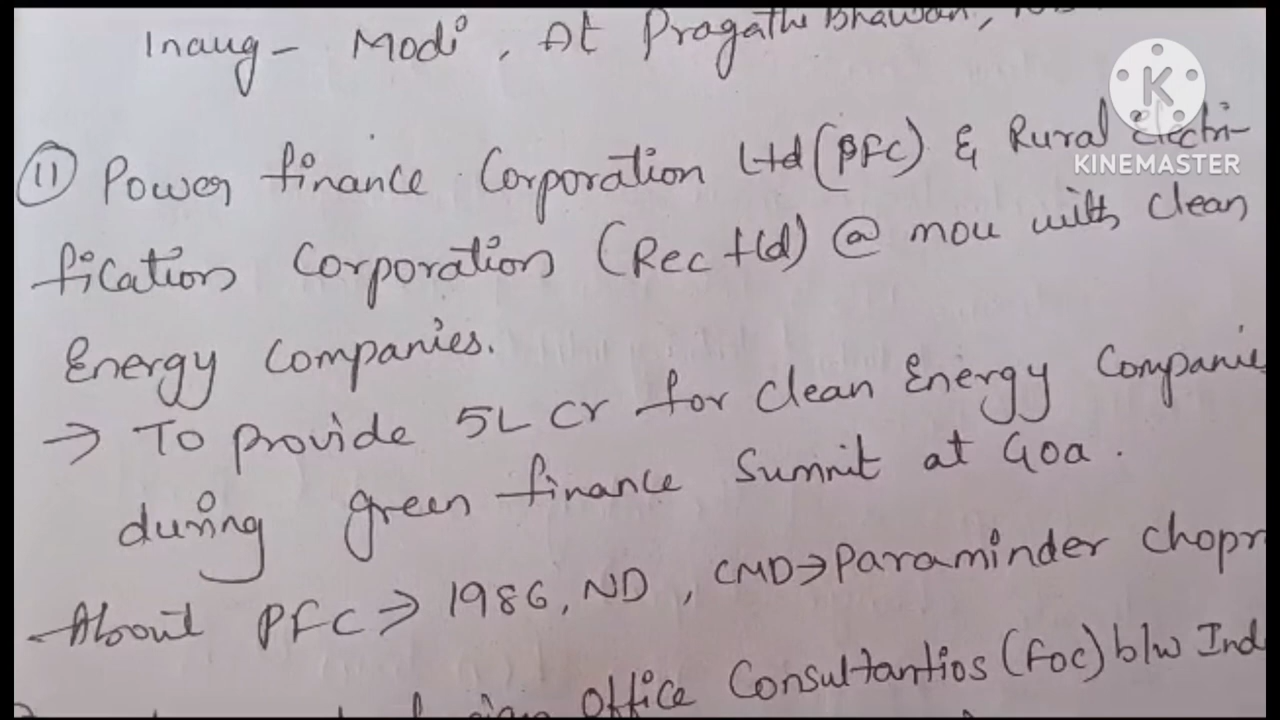 Inaug - Modi, At Pragathi Bhawan,
K
KINEMASTER
(11) Power finance Corporation Ltd (PFC) & Rural Electri-
fication Corporation (Rec Ltd) @ mou with clean
Energy Companies.
→ To provide 5L Cr for clean Energy Companie
during green finance Summit at Goa.
About PFC → 1986, ND, CMD → Paraminder Chopr
Office Consultantios (FOC) b/w Ind